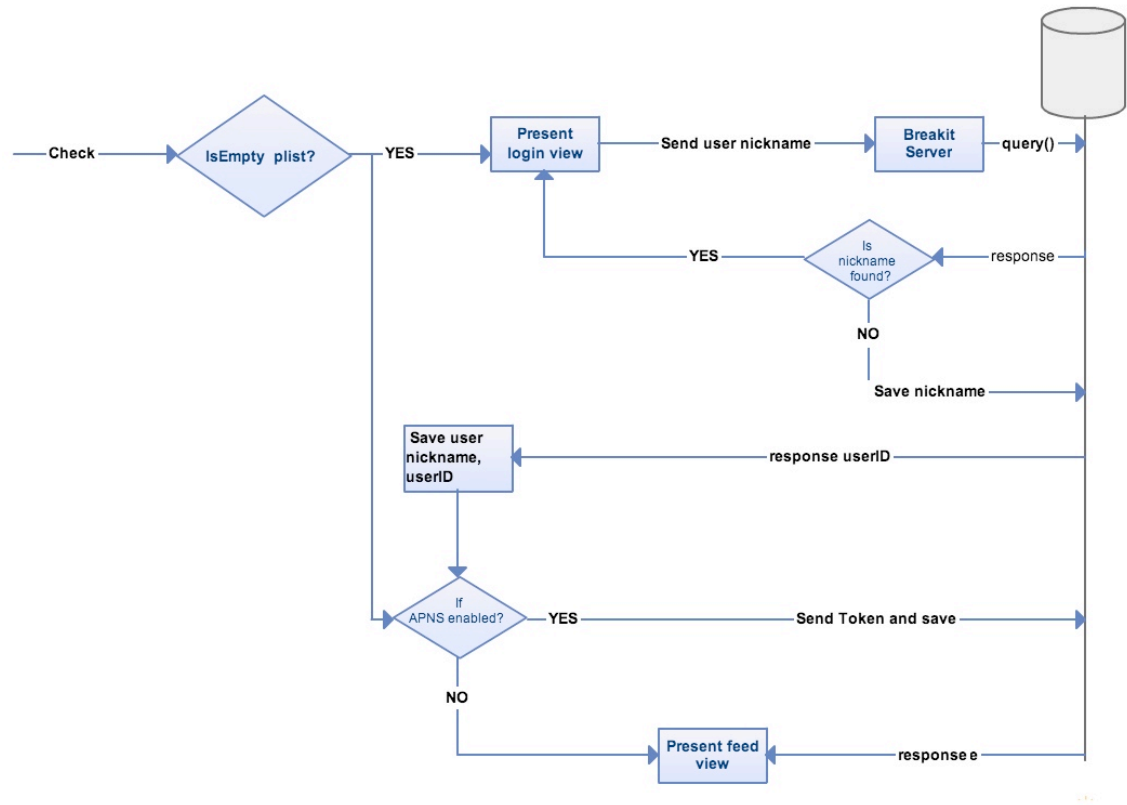 Check
IsEmpty plist?
YES
Present
login view
Send user nickname
Breakit
Server
query()
Is
nickname
found?
response
YES
NO
Save nickname
Save user
nickname,
userID
response userID
If
APNS enabled?
YES
Send Token and save
NO
Present feed
view
response e